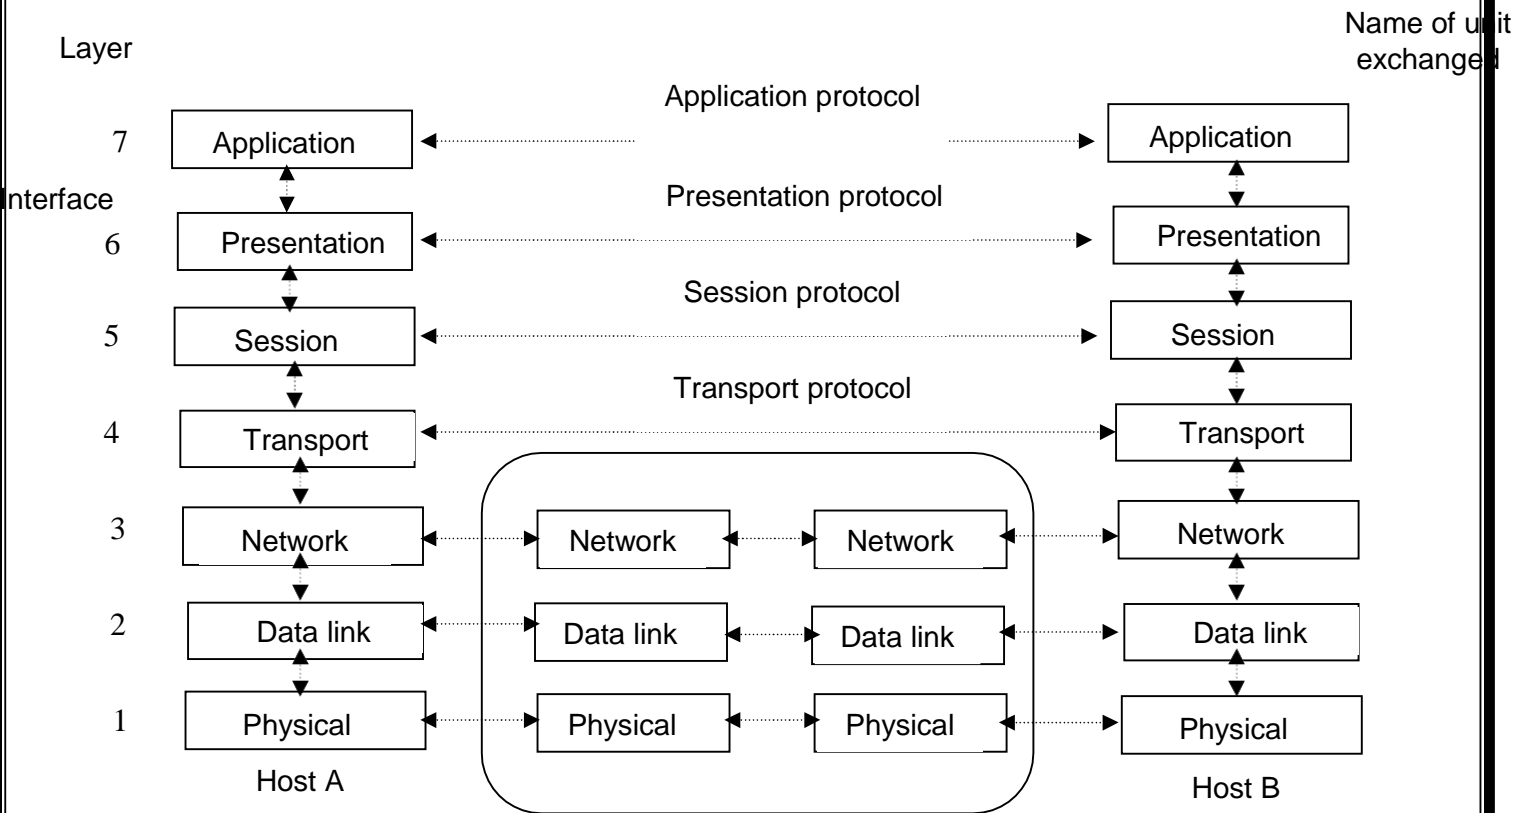 Name of unit
exchanged
Layer
Application protocol
7 Application Application
Interface
Presentation protocol
6 Presentation Presentation
Session protocol
5 Session Session
Transport protocol
4 Transport Transport
3 Network Network Network Network
2 Data link Data link Data link Data link
1 Physical Physical Physical Physical
Host A Host B